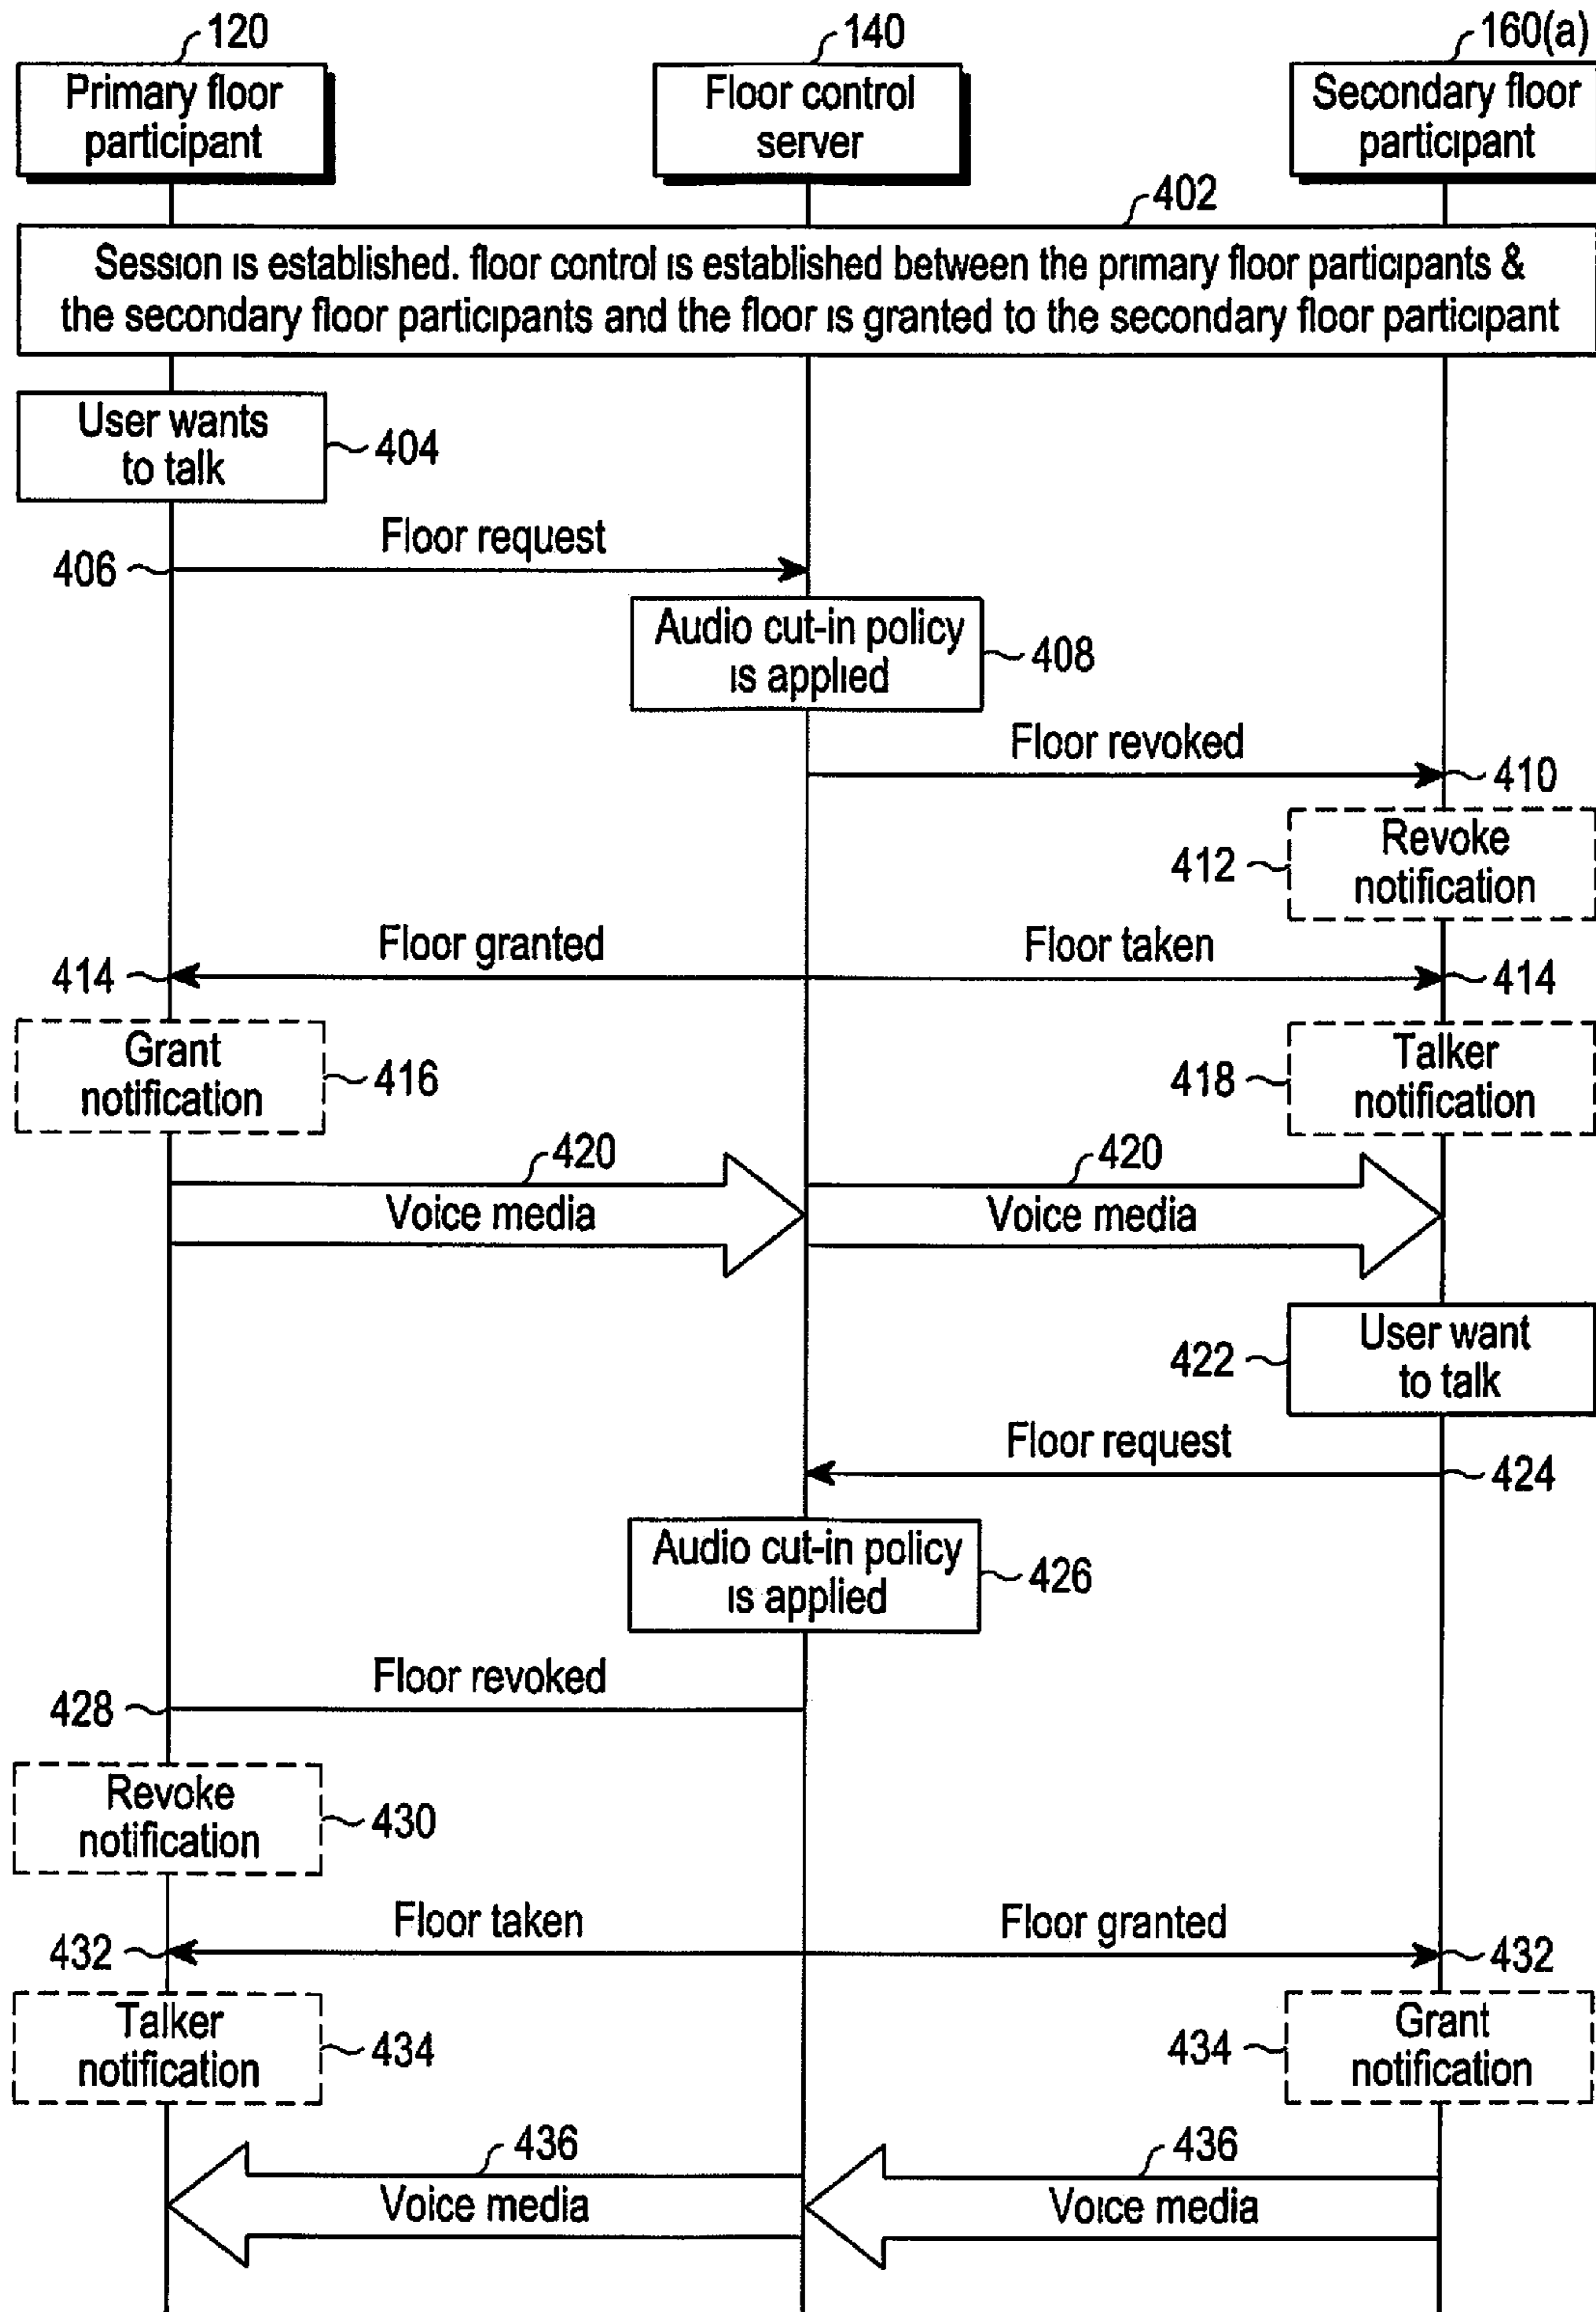 120
140
160(a)
Primary floor
participant
Floor control
server
Secondary floor
participant
402
Session is established. floor control is established between the primary floor participants &
the secondary floor participants and the floor is granted to the secondary floor participant
User wants
to talk
404
Floor request
406
Audio cut-in policy
is applied
408
Floor revoked
410
Revoke
notification
412
Floor granted
Floor taken
414
414
Grant
notification
416
Talker
notification
418
420
Voice media
420
Voice media
User want
to talk
422
Floor request
424
Audio cut-in policy
is applied
426
Floor revoked
428
Revoke
notification
430
Floor taken
Floor granted
432
432
Talker
notification
434
Grant
notification
434
436
Voice media
436
Voice media